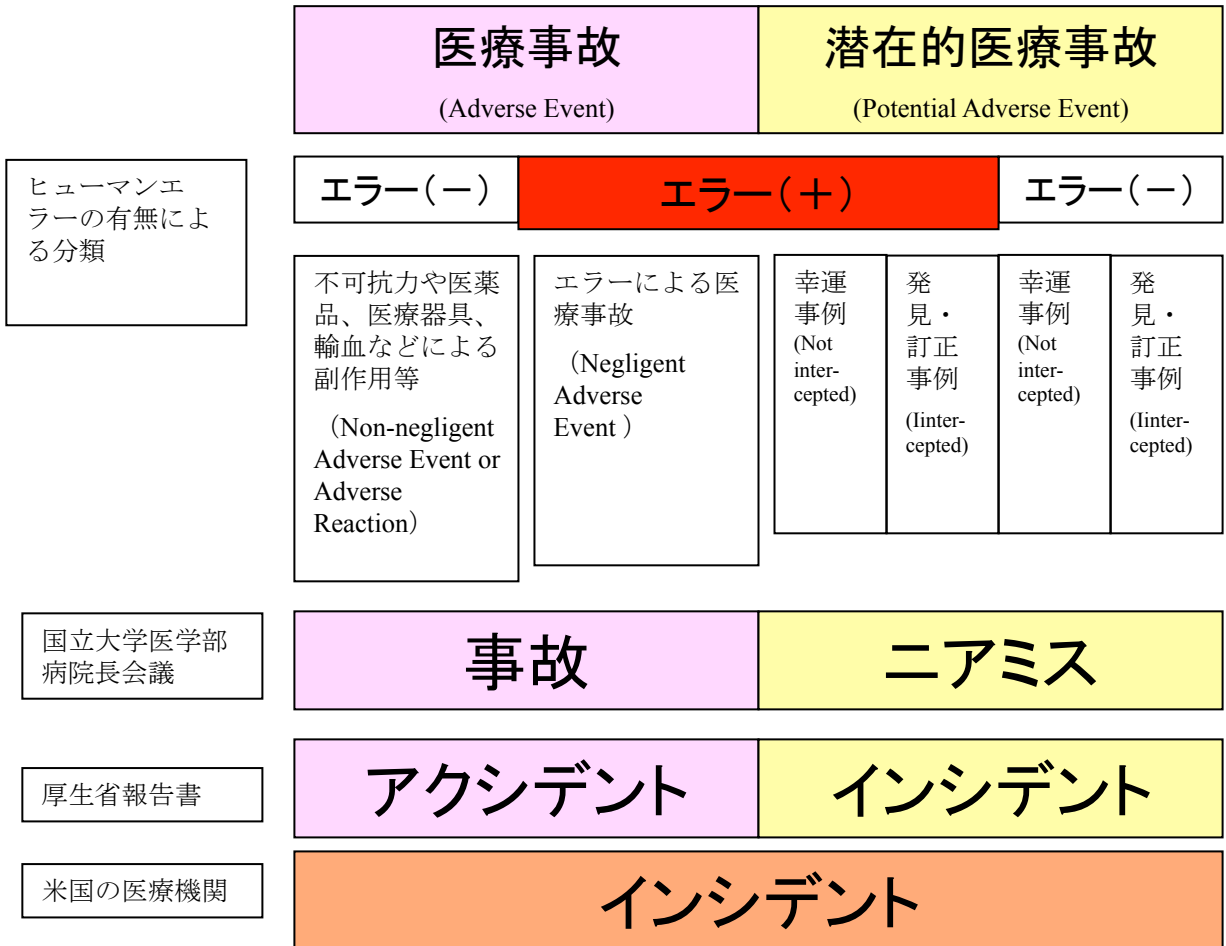 医療事故
(Adverse Event)
潜在的医療事故
(Potential Adverse Event)
ヒューマンエ
ラーの有無によ
る分類
エラー(－)
エラー(＋)
エラー(－)
不可抗力や医薬
品、医療器具、
輸血などによる
副作用等
（Non-negligent
Adverse Event or
Adverse
Reaction）
エラーによる医
療事故
（Negligent
Adverse
Event ）
幸運
事例
(Not
inter-
cepted)
発
見・
訂正
事例
(Iinter-
cepted)
幸運
事例
(Not
inter-
cepted)
発
見・
訂正
事例
(Iinter-
cepted)
国立大学医学部
病院長会議
事故
ニアミス
厚生省報告書
アクシデント
インシデント
米国の医療機関
インシデント